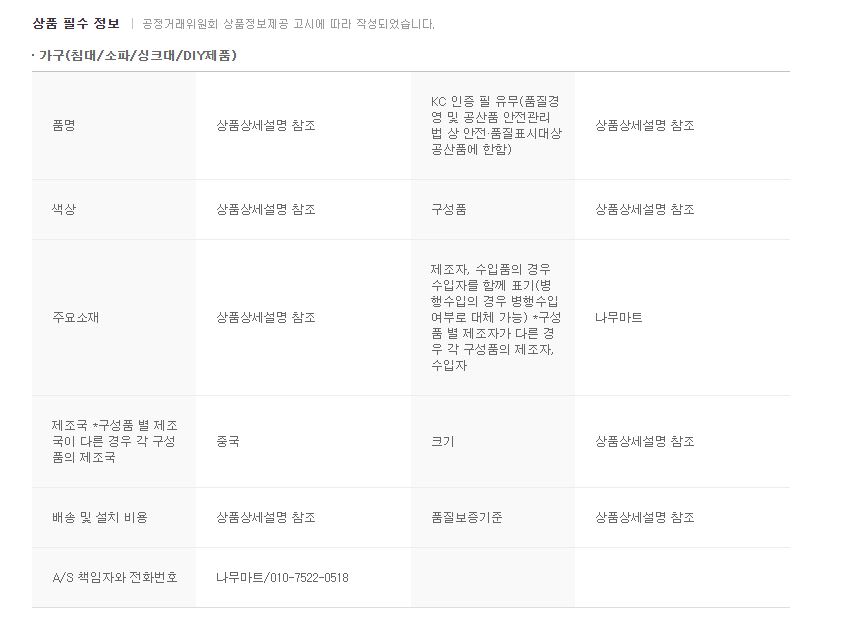 상품 필수 정보 | 공정거래위원회 상품정보제공 고시에 따라 작성되었습니다.
· 가구(침대/소파/싱크대/DIY제품)
품명
상품상세설명 참조
KC 인증 필 유무(품질경
영 및 공산품 안전관리
법 상 안전·품질표시대상
공산품에 한함)
상품상세설명 참조
색상
상품상세설명 참조
구성품
상품상세설명 참조
주요소재
상품상세설명 참조
제조자, 수입품의 경우
수입자를 함께 표기(병
행수입의 경우 병행수입
여부로 대체 가능) *구성
품 별 제조자가 다른 경
우 각 구성품의 제조자,
수입자
나무마트
제조국 *구성품 별 제조
국이 다른 경우 각 구성
품의 제조국
중국
크기
상품상세설명 참조
배송 및 설치 비용
상품상세설명 참조
품질보증기준
상품상세설명 참조
A/S 책임자와 전화번호
나무마트/010-7522-0518